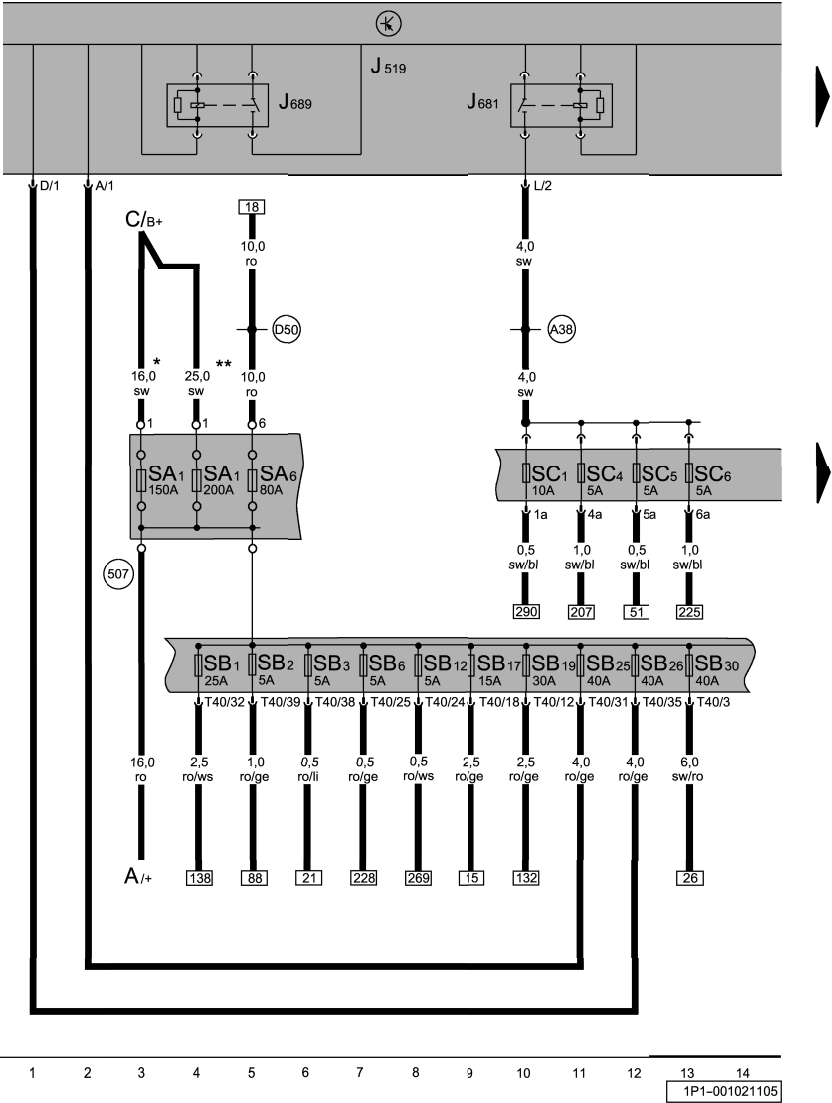 J519
J689
J681
D/1 A/1 L/2
C/B+
18
10,0 ro
4,0 sw
D50
A38
*
**
16,0 sw
25,0 sw
10,0 ro
4,0 sw
1 1 6
SA1 150A
SA1 200A
SA6 80A
SC1 10A
SC4 5A
SC5 5A
SC6 5A
1a 4a 5a 6a
507
0,5 sw/bl
1,0 sw/bl
0,5 sw/bl
1,0 sw/bl
290 207 51 225
SB1 25A
SB2 5A
SB3 5A
SB6 5A
SB12 5A
SB17 15A
SB19 30A
SB25 40A
SB26 40A
SB30 40A
T40/32 T40/39 T40/38 T40/25 T40/24 T40/18 T40/12 T40/31 T40/35 T40/3
16,0 ro
2,5 ro/ws
1,0 ro/ge
0,5 ro/li
0,5 ro/ge
0,5 ro/ws
2,5 ro/ge
2,5 ro/ge
4,0 ro/ge
4,0 ro/ge
6,0 sw/ro
A/+
138 88 21 228 269 15 132 26
1 2 3 4 5 6 7 8 9 10 11 12 13 14
1P1-001021105